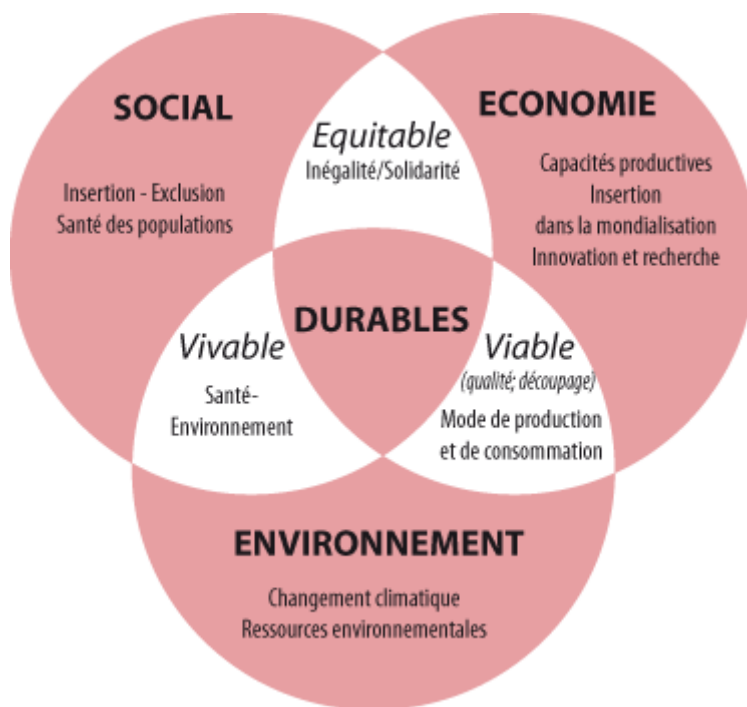 SOCIAL
Insertion - Exclusion
Santé des populations
Equitable
Inégalité/Solidarité
ECONOMIE
Capacités productives
Insertion
dans la mondialisation
Innovation et recherche
DURABLES
Vivable
Santé-
Environnement
Viable
(qualité; découpage)
Mode de production
et de consommation
ENVIRONNEMENT
Changement climatique
Ressources environmentales